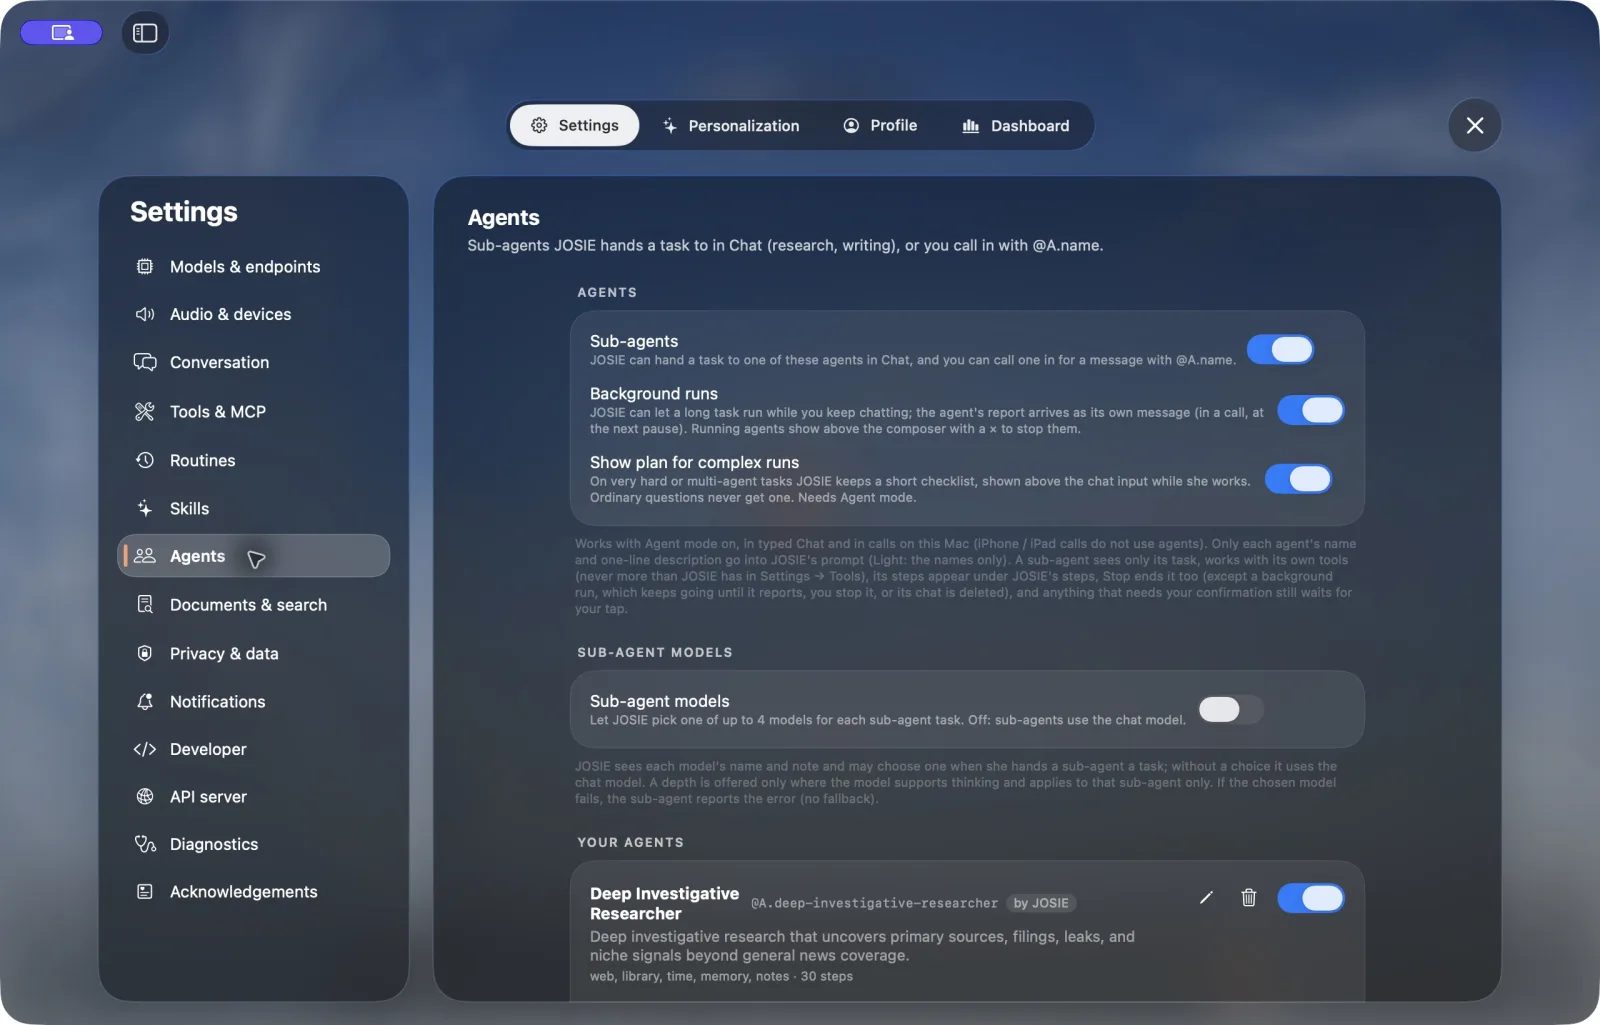 Settings
Personalization
Profile
Dashboard
Settings
Models & endpoints
Audio & devices
Conversation
Tools & MCP
Routines
Skills
Agents
Documents & search
Privacy & data
Notifications
Developer
API server
Diagnostics
Acknowledgements
Agents
Sub-agents JOSIE hands a task to in Chat (research, writing), or you call in with @A.name.
AGENTS
Sub-agents
JOSIE can hand a task to one of these agents in Chat, and you can call one in for a message with @A.name.
Background runs
JOSIE can let a long task run while you keep chatting; the agent's report arrives as its own message (in a call, at
the next pause). Running agents show above the composer with a × to stop them.
Show plan for complex runs
On very hard or multi-agent tasks JOSIE keeps a short checklist, shown above the chat input while she works.
Ordinary questions never get one. Needs Agent mode.
Works with Agent mode on, in typed Chat and in calls on this Mac (iPhone / iPad calls do not use agents). Only each agent's name
and one-line description go into JOSIE's prompt (Light: the names only). A sub-agent sees only its task, works with its own tools
(never more than JOSIE has in Settings → Tools), its steps appear under JOSIE's steps, Stop ends it too (except a background
run, which keeps going until it reports, you stop it, or its chat is deleted), and anything that needs your confirmation still waits for
your tap.
SUB-AGENT MODELS
Sub-agent models
Let JOSIE pick one of up to 4 models for each sub-agent task. Off: sub-agents use the chat model.
JOSIE sees each model's name and note and may choose one when she hands a sub-agent a task; without a choice it uses the
chat model. A depth is offered only where the model supports thinking and applies to that sub-agent only. If the chosen model
fails, the sub-agent reports the error (no fallback).
YOUR AGENTS
Deep Investigative
Researcher
@A.deep-investigative-researcher
by JOSIE
Deep investigative research that uncovers primary sources, filings, leaks, and
niche signals beyond general news coverage.
web, library, time, memory, notes · 30 steps